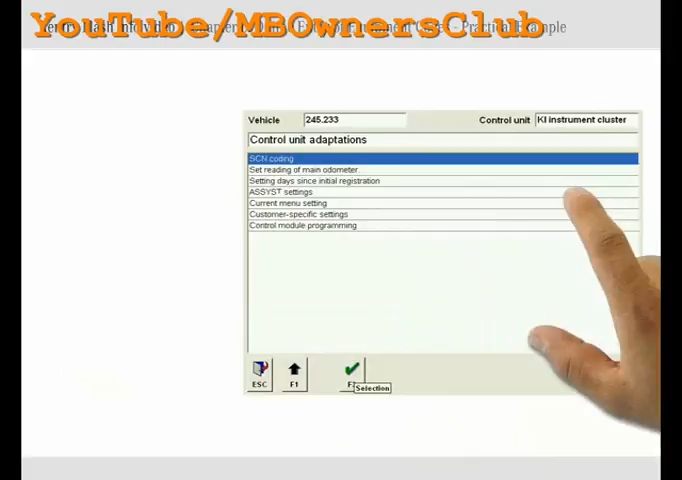 YouTube/MBOwnersClub
Practical Example
Vehicle 245.233 Control unit KI instrument cluster
Control unit adaptations
SCN coding
Set reading of main odometer
Setting days since initial registration
ASSYST settings
Current menu setting
Customer-specific settings
Control module programming
ESC F1
Selection